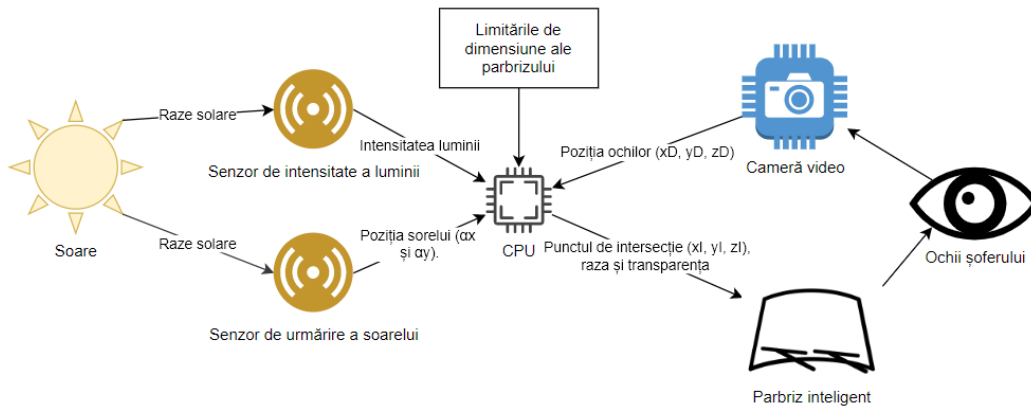 Limitările de
dimensiune ale
parbrizului
Raze solare
Intensitatea luminii
Senzor de intensitate a luminii
Poziția ochilor (xD, yD, zD)
Cameră video
Soare
Raze solare
Poziția sorelui (αx
și αy).
CPU
Punctul de intersecție (xI, yI, zI),
raza și transparența
Ochii șoferului
Senzor de urmărire a soarelui
Parbriz inteligent